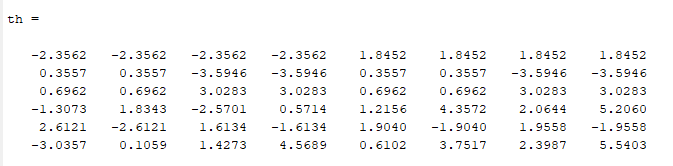 th =
-2.3562 -2.3562 -2.3562 -2.3562 1.8452 1.8452 1.8452 1.8452
0.3557 0.3557 -3.5946 -3.5946 0.3557 0.3557 -3.5946 -3.5946
0.6962 0.6962 3.0283 3.0283 0.6962 0.6962 3.0283 3.0283
-1.3073 1.8343 -2.5701 0.5714 1.2156 4.3572 2.0644 5.2060
2.6121 -2.6121 1.6134 -1.6134 1.9040 -1.9040 1.9558 -1.9558
-3.0357 0.1059 1.4273 4.5689 0.6102 3.7517 2.3987 5.5403